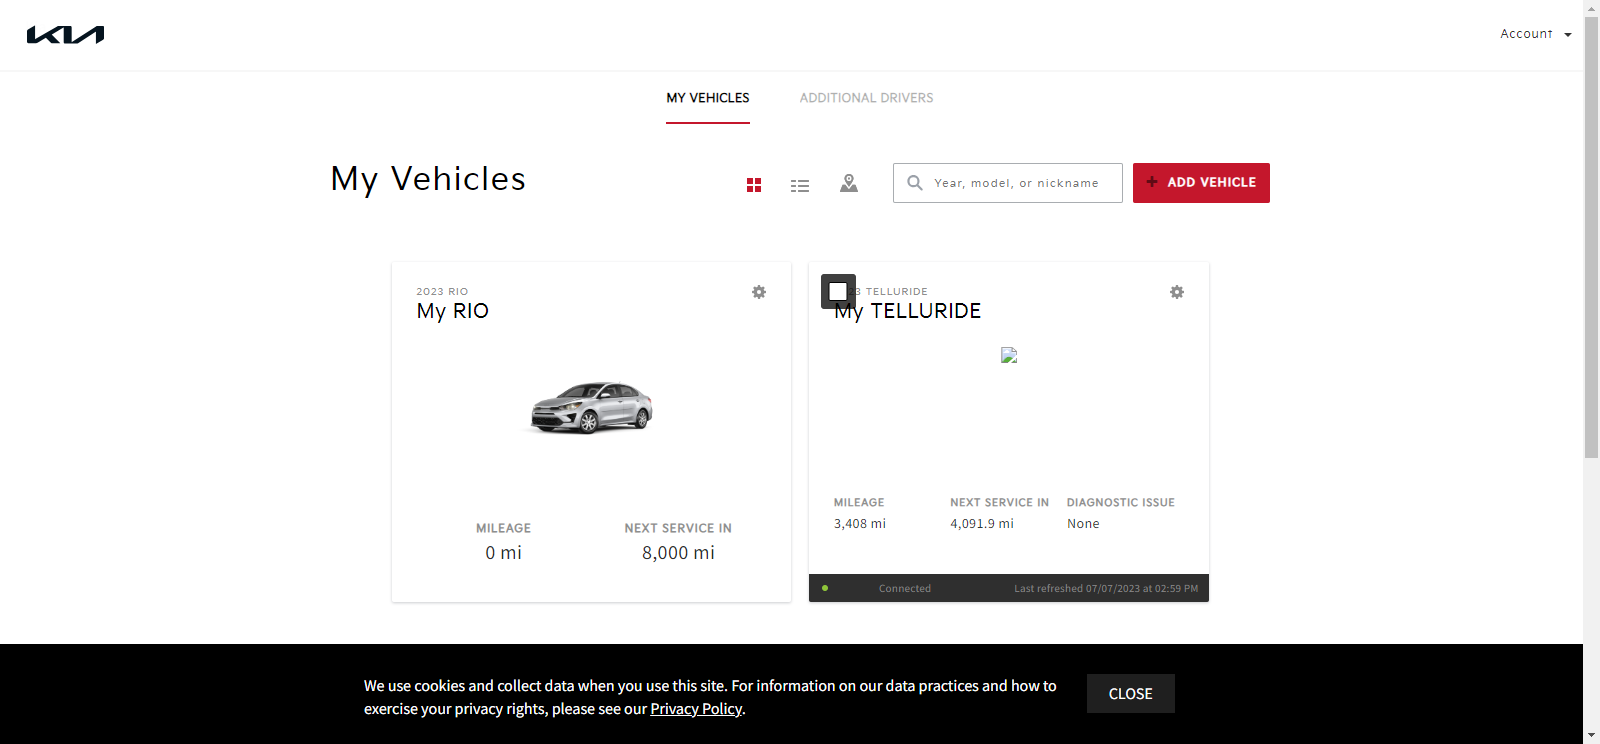 KIA
Account
MY VEHICLES
ADDITIONAL DRIVERS
My Vehicles
Year, model, or nickname
+ ADD VEHICLE
2023 RIO
My RIO
MILEAGE
NEXT SERVICE IN
0 mi
8,000 mi
3 TELLURIDE
My TELLURIDE
MILEAGE
NEXT SERVICE IN
DIAGNOSTIC ISSUE
3,408 mi
4,091.9 mi
None
Connected
Last refreshed 07/07/2023 at 02:59 PM
We use cookies and collect data when you use this site. For information on our data practices and how to
exercise your privacy rights, please see our Privacy Policy.
CLOSE